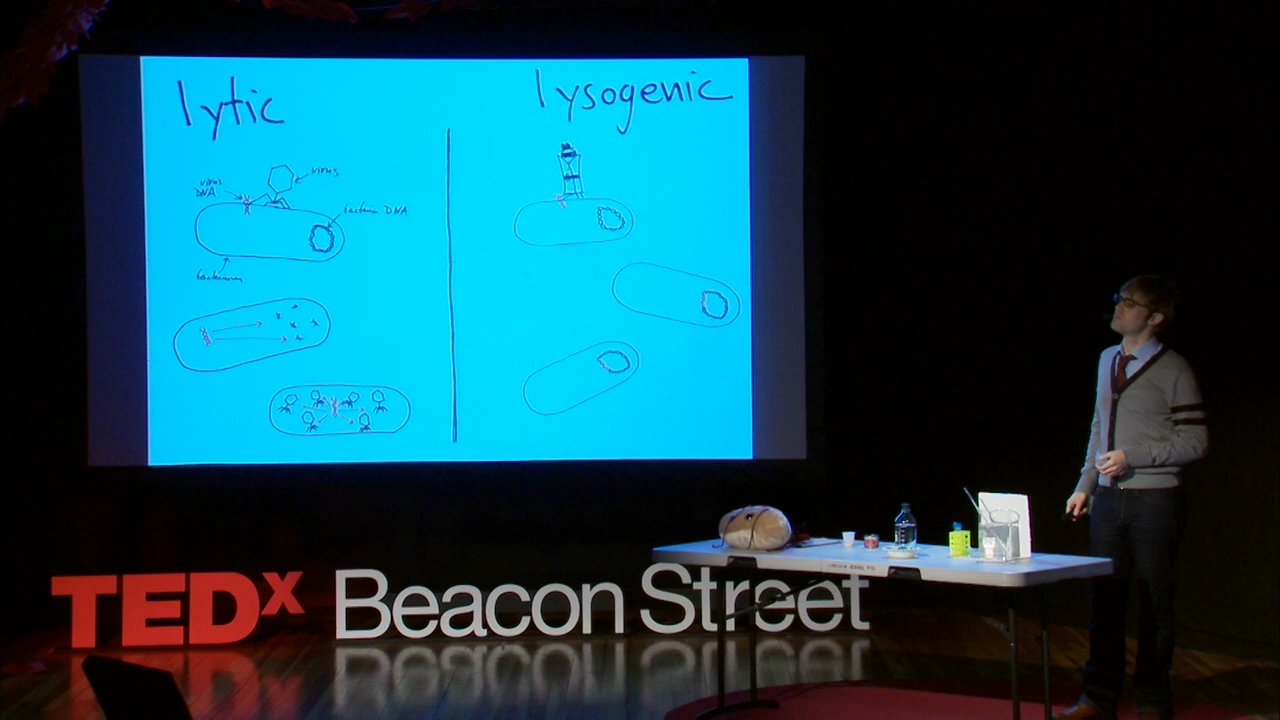 lytic
lysogenic
virus
DNA
virus
bacteria DNA
bacterium
TEDx Beacon Street